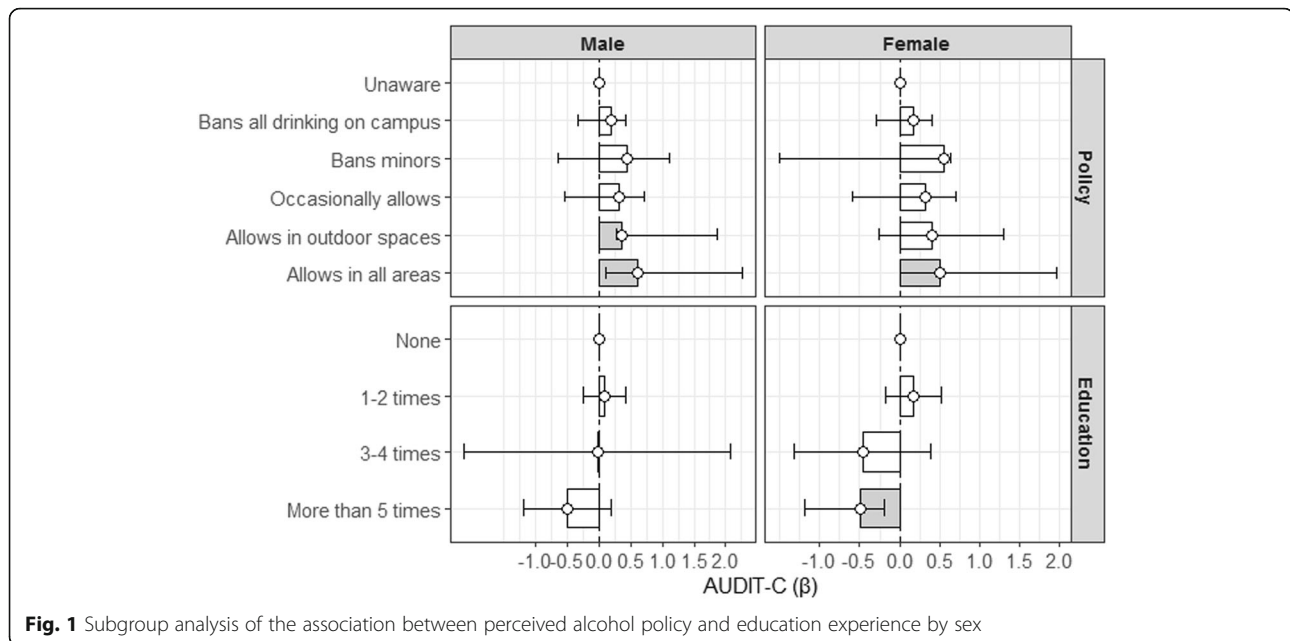 Male
Female
Unaware
Bans all drinking on campus
Bans minors
Occasionally allows
Allows in outdoor spaces
Allows in all areas
Policy
None
1-2 times
3-4 times
More than 5 times
Education
-1.0 -0.5 0.0 0.5 1.0 1.5 2.0
-1.0 -0.5 0.0 0.5 1.0 1.5 2.0
AUDIT-C (β)
Fig. 1 Subgroup analysis of the association between perceived alcohol policy and education experience by sex